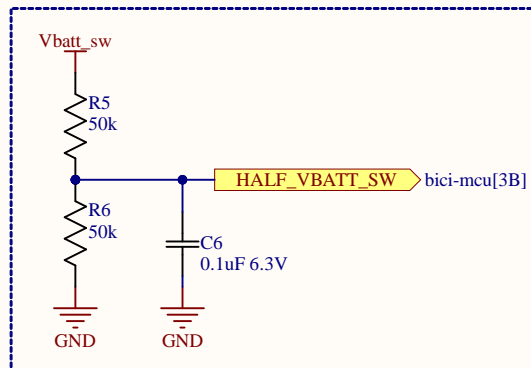 Vbatt_sw
R5
50k
HALF_VBATT_SW
bici-mcu[3B]
R6
50k
C6
0.1uF 6.3V
GND
GND